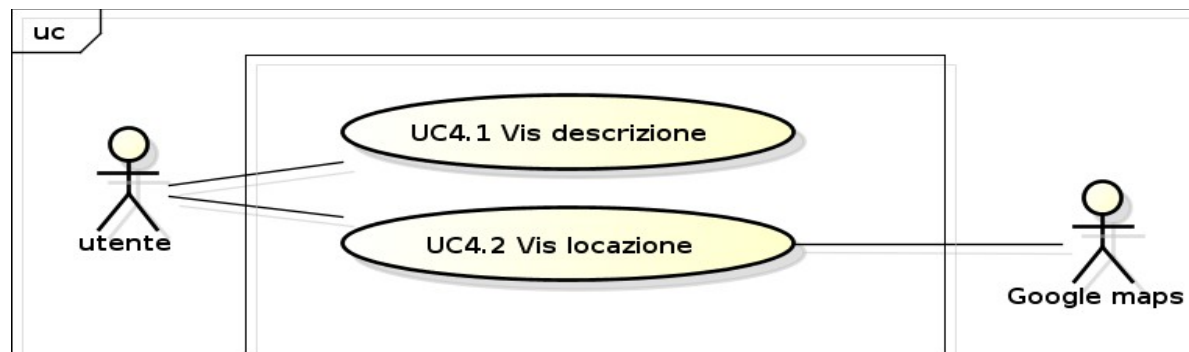 uc
UC4.1 Vis descrizione
utente
UC4.2 Vis locazione
Google maps